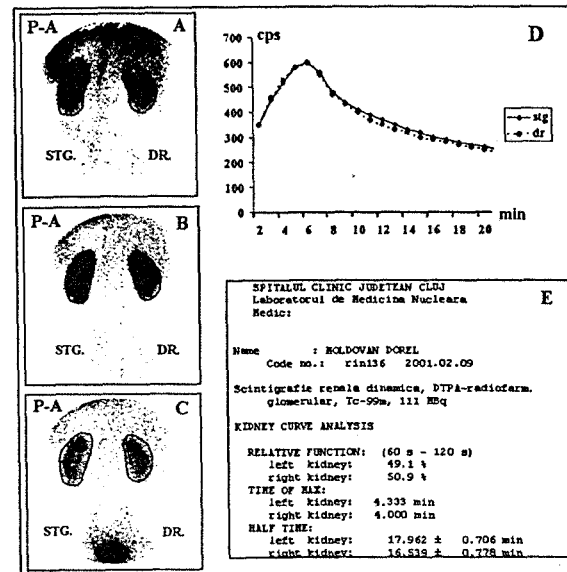 P-A A
STG. DR.
P-A B
STG. DR.
P-A C
STG. DR.
D
cps
700
600
500
400
300
200
100
0
2 4 6 8 10 12 14 16 18 20
min
stg
dr
E
SPITALUL CLINIC JUDETEAN CLUJ
Laboratorul de Medicina Nucleara
Medic:
Name : MOLDOVAN DOREL
Code no.: rin136 2001.02.09
Scintigrafie renala dinamica, DTPA-radiofarm.
glomerular, Tc-99m, 111 MBq
KIDNEY CURVE ANALYSIS
RELATIVE FUNCTION: (60 s - 120 s)
left kidney: 49.1 %
right kidney: 50.9 %
TIME OF MAX:
left kidney: 4.333 min
right kidney: 4.000 min
HALF TIME:
left kidney: 17.962 ± 0.706 min
right kidney: 16.539 ± 0.778 min